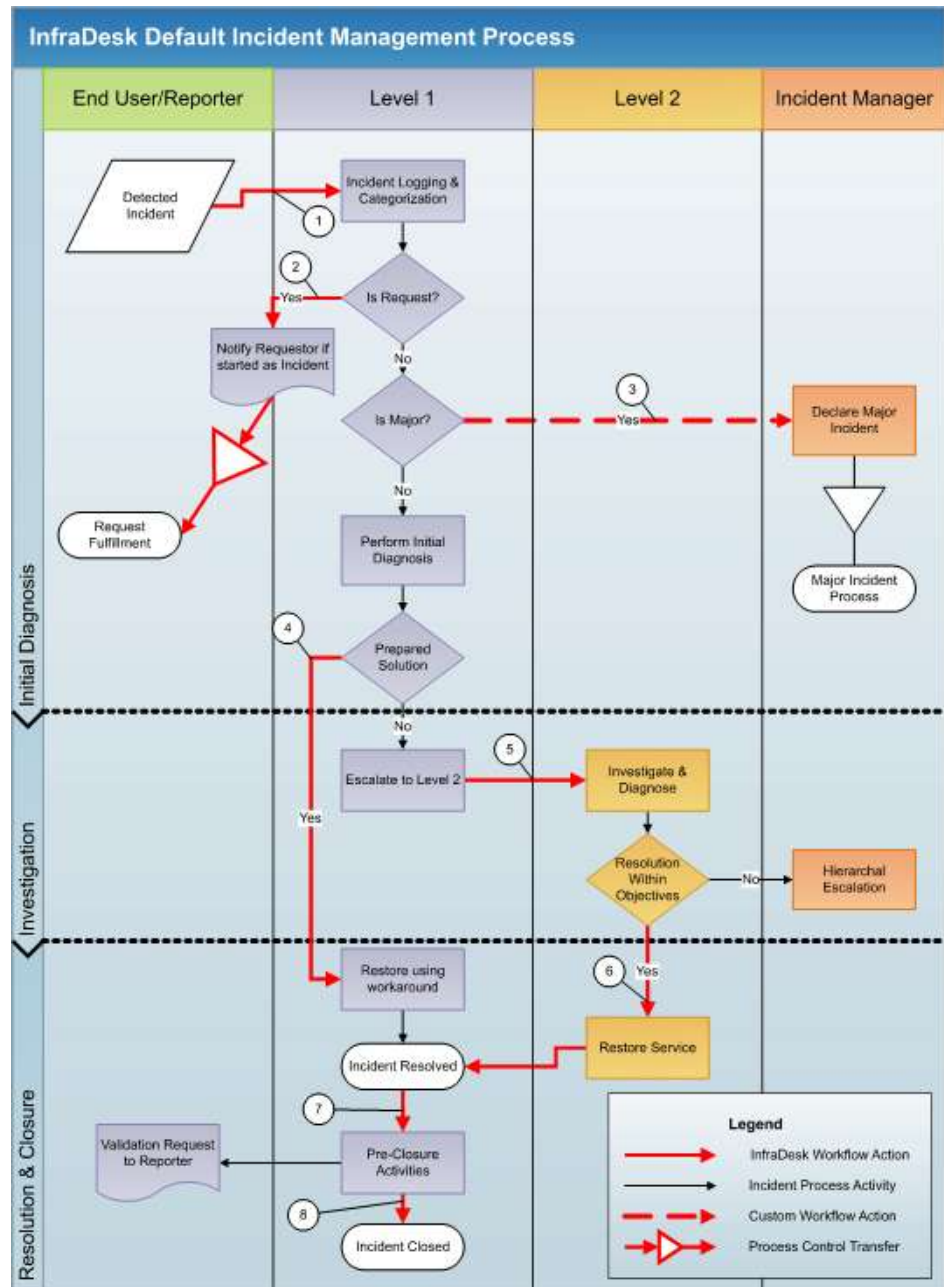 InfraDesk Default Incident Management Process
End User/Reporter
Level 1
Level 2
Incident Manager
Initial Diagnosis
Detected
Incident
1
Incident Logging &
Categorization
2
Yes
Is Request?
Notify Requestor if
started as Incident
No
3
Is Major?
Yes
Declare Major
Incident
No
Request
Fulfillment
Perform Initial
Diagnosis
Major Incident
Process
4
Prepared
Solution
No
Investigation
Yes
Escalate to Level 2
5
Investigate &
Diagnose
Resolution
Within
Objectives
No
Hierarchal
Escalation
Resolution & Closure
Restore using
workaround
6
Yes
Restore Service
Incident Resolved
7
Validation Request
to Reporter
Pre-Closure
Activities
8
Incident Closed
Legend
InfraDesk Workflow Action
Incident Process Activity
Custom Workflow Action
Process Control Transfer